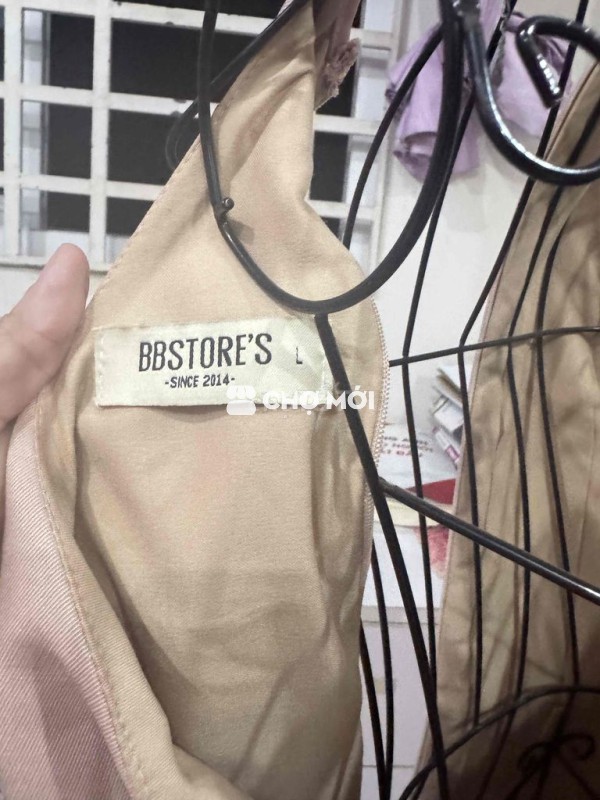 BBSTORE'S L
-SINCE 2014-
CHỢ MỚI